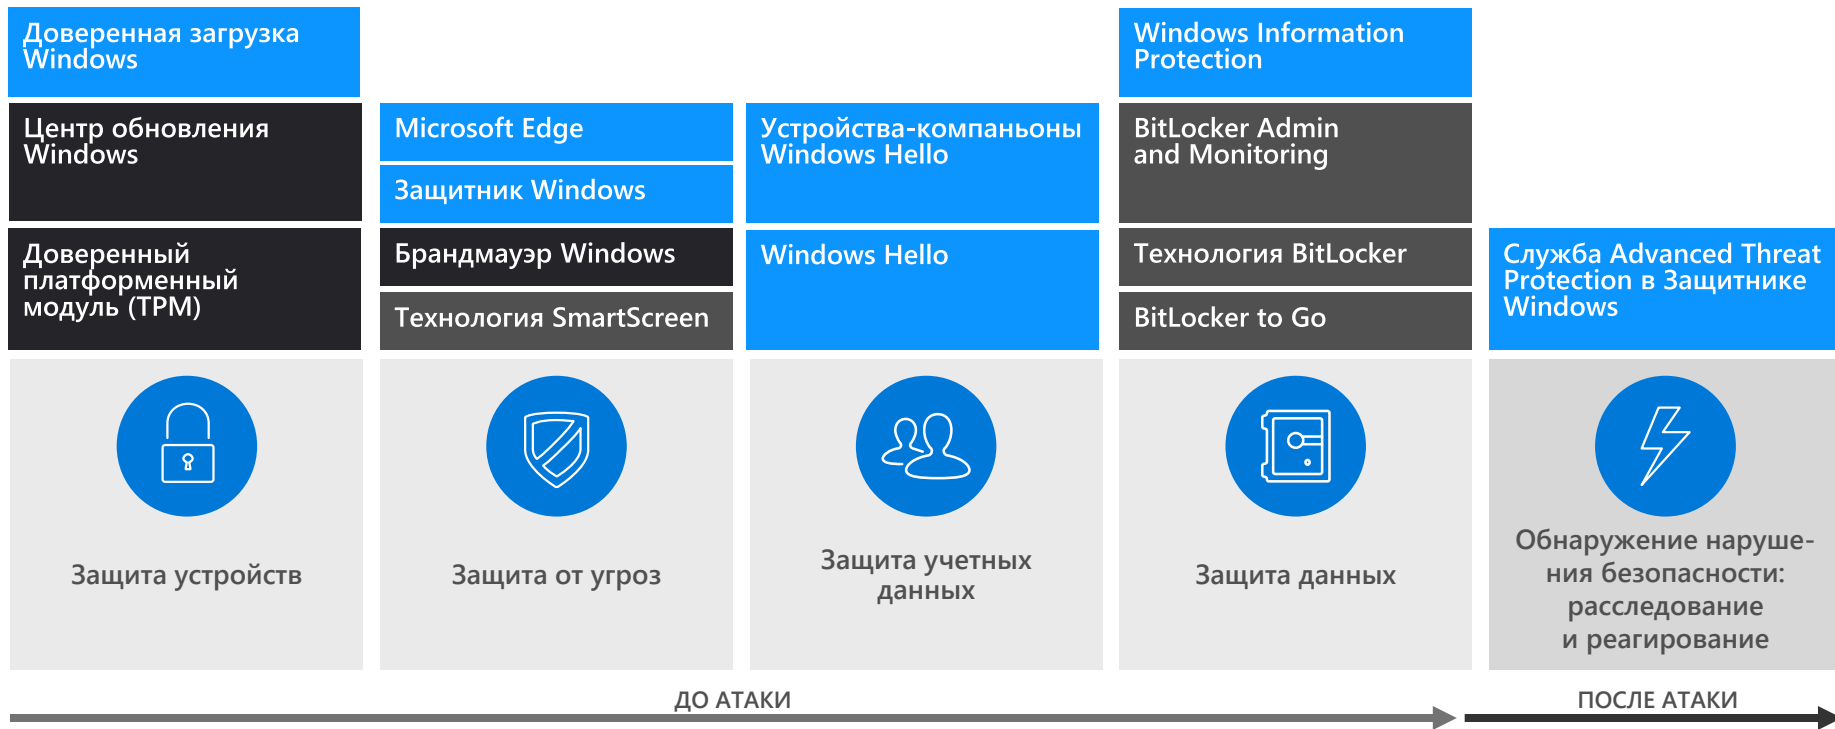 Доверенная загрузка
Windows
Центр обновления
Windows
Доверенный
платформенный
модуль (TPM)
Защита устройств
Microsoft Edge
Защитник Windows
Брандмауэр Windows
Технология SmartScreen
Защита от угроз
Устройства-компаньоны
Windows Hello
Windows Hello
Защита учетных
данных
Windows Information
Protection
BitLocker Admin
and Monitoring
Технология BitLocker
BitLocker to Go
Защита данных
Служба Advanced Threat
Protection в Защитнике
Windows
Обнаружение наруше-
ния безопасности:
расследование
и реагирование
ДО АТАКИ
ПОСЛЕ АТАКИ